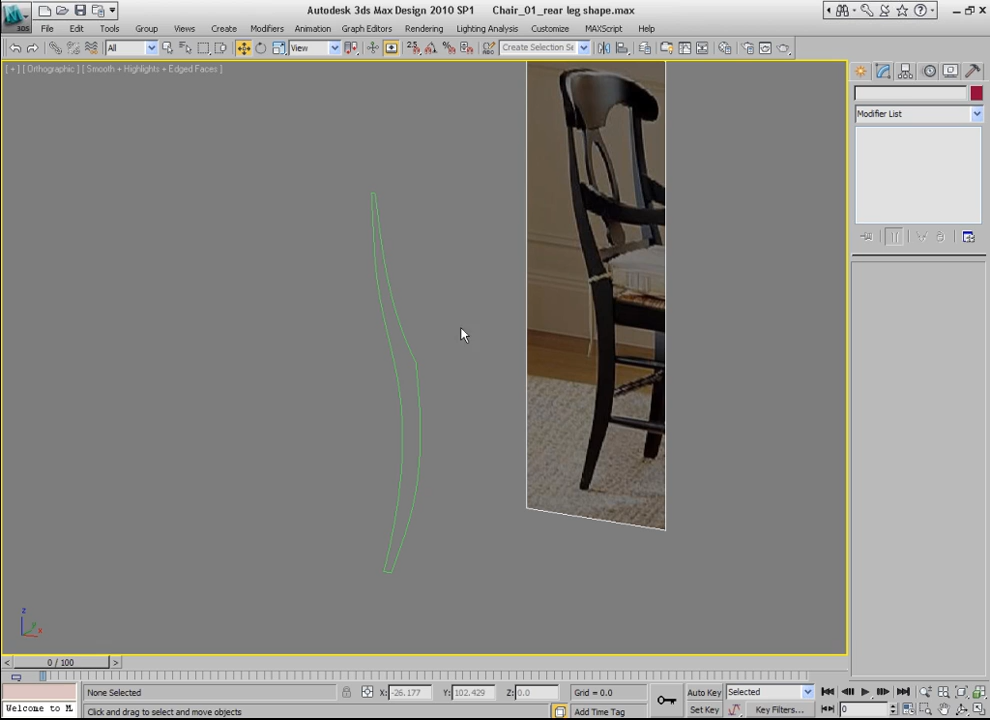 Autodesk 3ds Max Design 2010 SP1 Chair_01_rear leg shape.max
3DS File Edit Tools Group Views Create Modifiers Animation Graph Editors Rendering Lighting Analysis Customize MAXScript Help
All View 2.5 Create Selection Se
[ + ] [ Orthographic ] [ Smooth + Highlights + Edged Faces ]
Modifier List
z
y
x
< 0 / 100 >
None Selected X: -26.177 Y: 102.429 Z: 0.0 Grid = 0.0 Auto Key Selected
Welcome to M Click and drag to select and move objects Add Time Tag Set Key Key Filters... 0